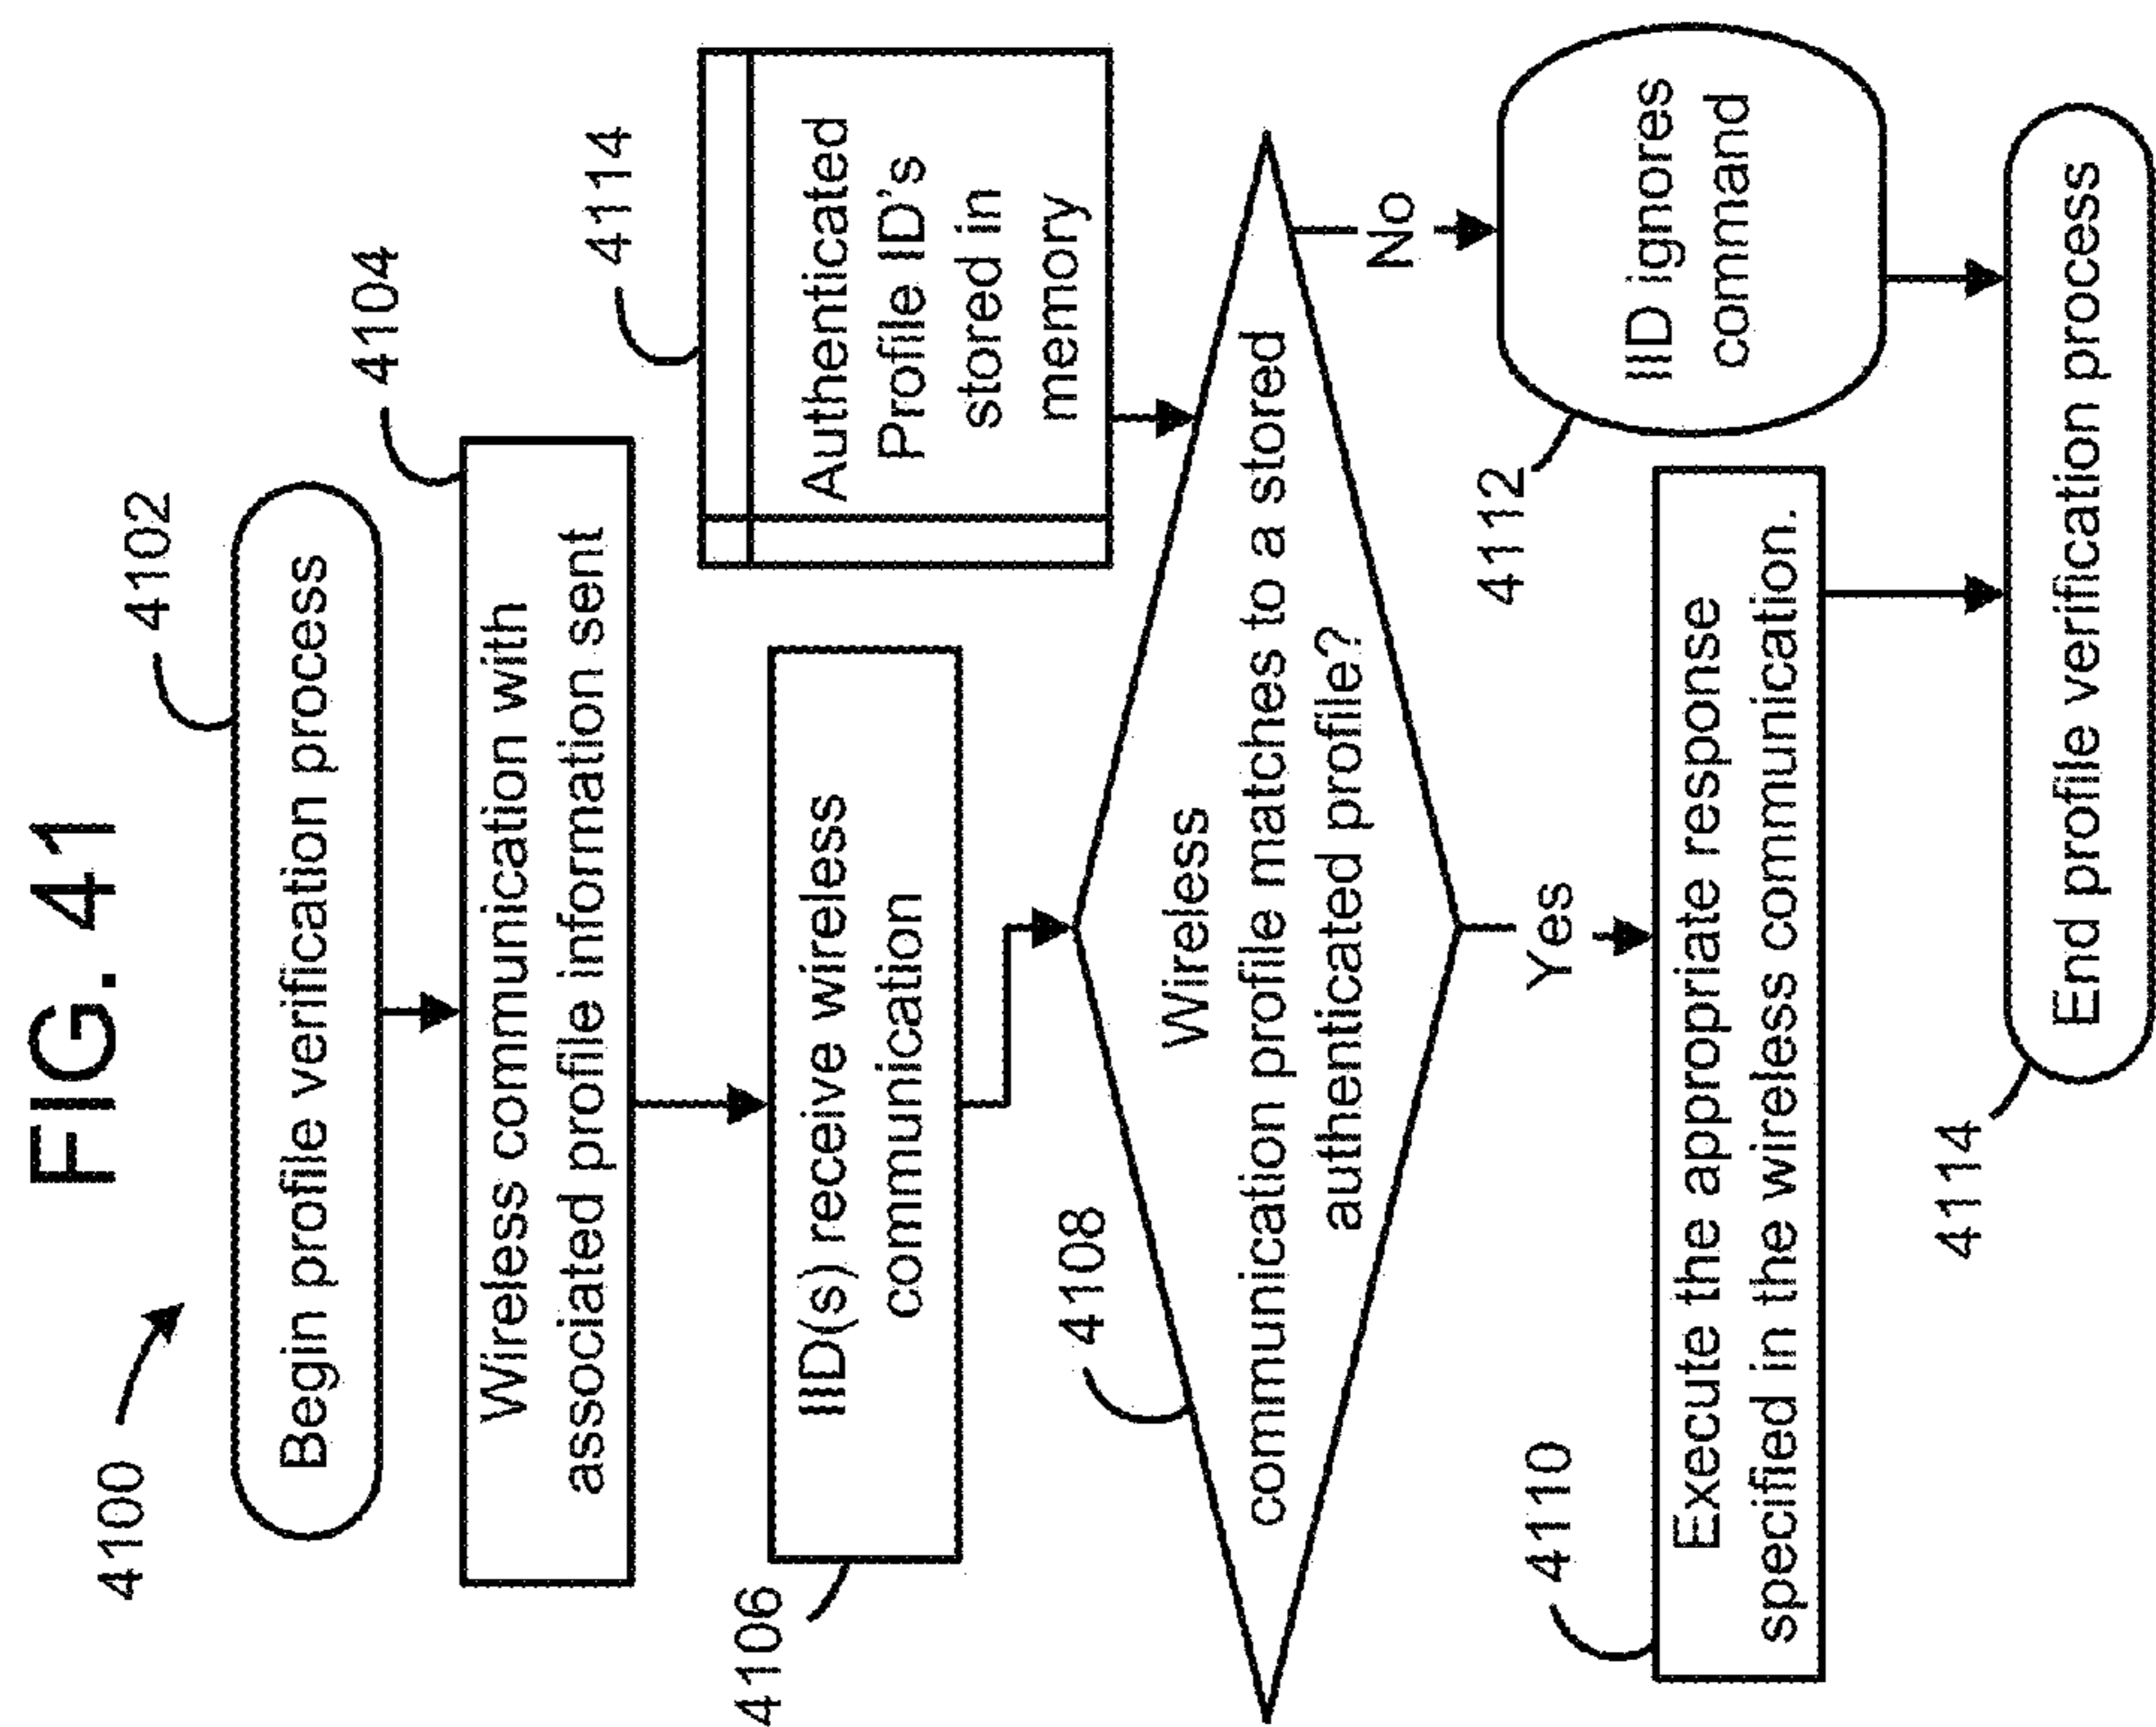 FIG. 41
4100
4102
Begin profile verification process
4104
Wireless communication with
associated profile information sent
4114
Authenticated
Profile ID's
stored in
memory
4106
IID(s) receive wireless
communication
4108
Wireless
communication profile matches to a stored
authenticated profile?
No
Yes
4112
IID ignores
command
4110
Execute the appropriate response
specified in the wireless communication.
4114
End profile verification process